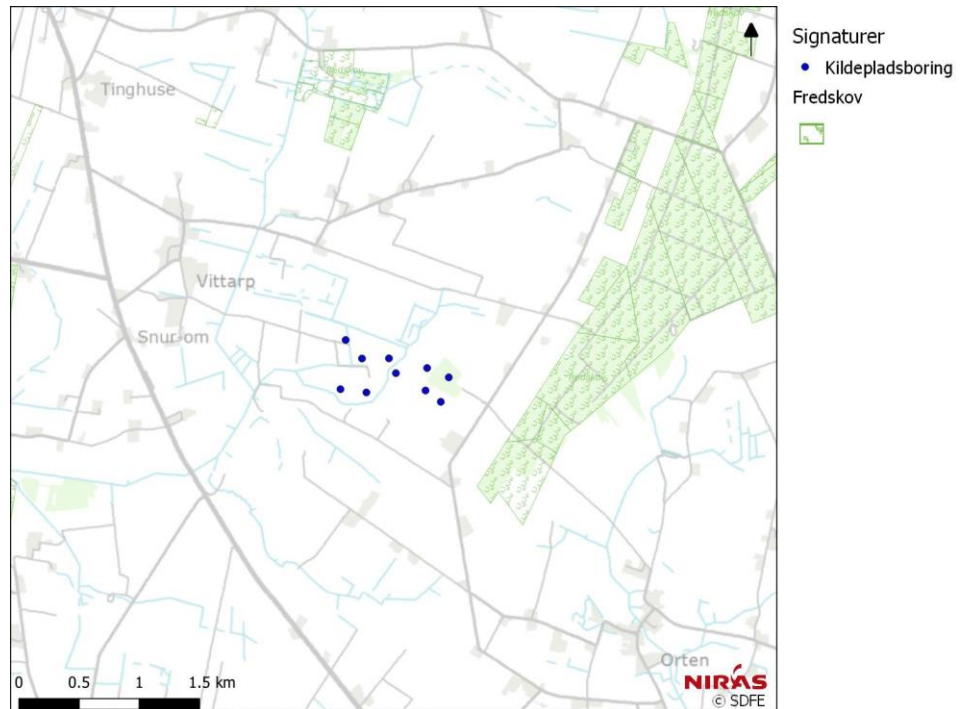 Signaturer
Kildepladsboring
Fredskov
Tinghuse
Vittarp
Snur-om
Orten
0 0.5 1 1.5 km
NIRAS
© SDFE